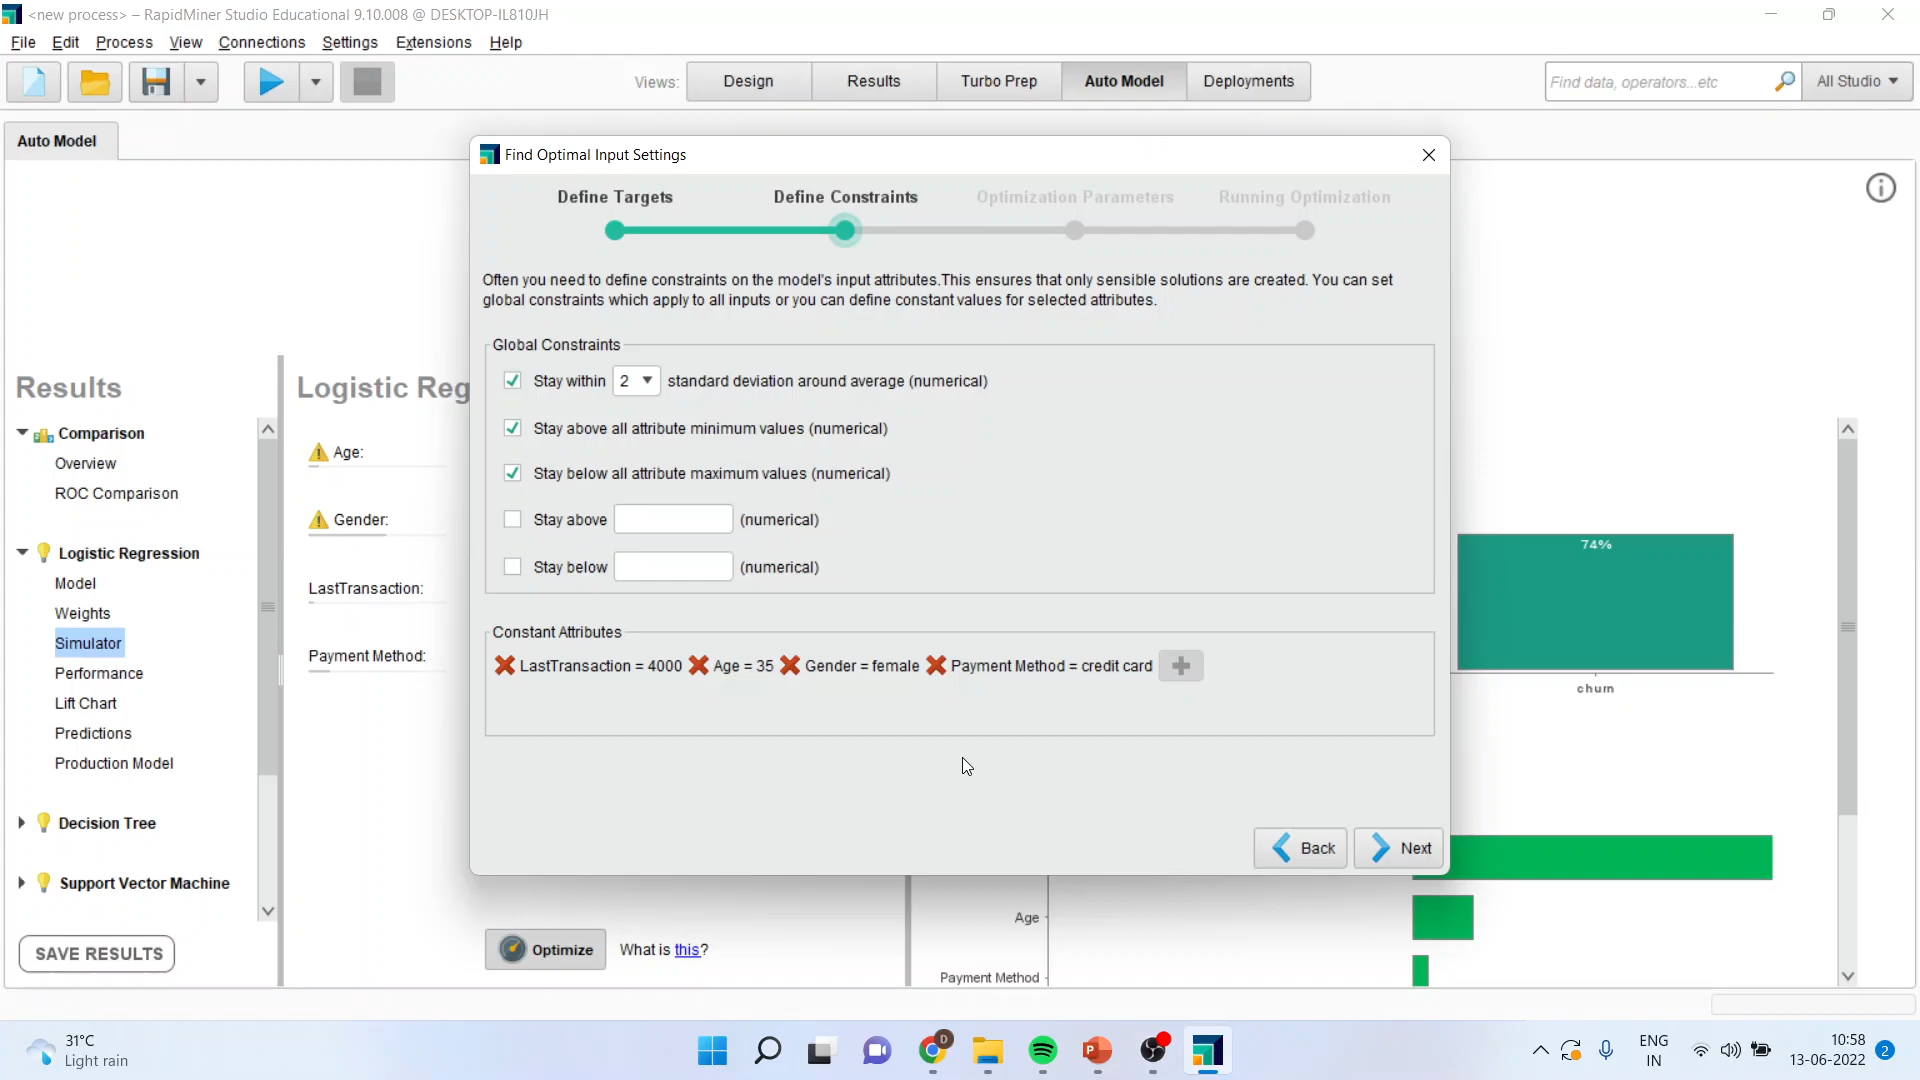 <new process> – RapidMiner Studio Educational 9.10.008 @ DESKTOP-IL810JH
File Edit Process View Connections Settings Extensions Help
Views: Design Results Turbo Prep Auto Model Deployments
Find data, operators...etc All Studio
Auto Model
Find Optimal Input Settings
Define Targets Define Constraints Optimization Parameters Running Optimization
Often you need to define constraints on the model's input attributes.This ensures that only sensible solutions are created. You can set
global constraints which apply to all inputs or you can define constant values for selected attributes.
Global Constraints
Stay within 2 standard deviation around average (numerical)
Stay above all attribute minimum values (numerical)
Stay below all attribute maximum values (numerical)
Stay above (numerical)
Stay below (numerical)
Constant Attributes
LastTransaction = 4000 Age = 35 Gender = female Payment Method = credit card
Back Next
Results
Comparison
Overview
ROC Comparison
Logistic Regression
Model
Weights
Simulator
Performance
Lift Chart
Predictions
Production Model
Decision Tree
Support Vector Machine
SAVE RESULTS
Logistic Reg
Age:
Gender:
LastTransaction:
Payment Method:
Optimize What is this?
74%
churn
Age
Payment Method
31°C
Light rain
D
P
ENG
IN
10:58
13-06-2022
2